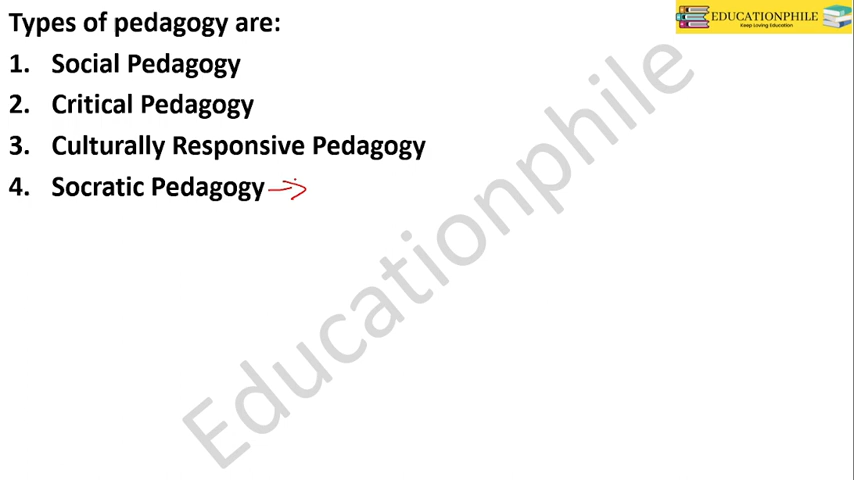 Types of pedagogy are:
1. Social Pedagogy
2. Critical Pedagogy
3. Culturally Responsive Pedagogy
4. Socratic Pedagogy
EDUCATIONPHILE
Keep Loving Education
Educationphile